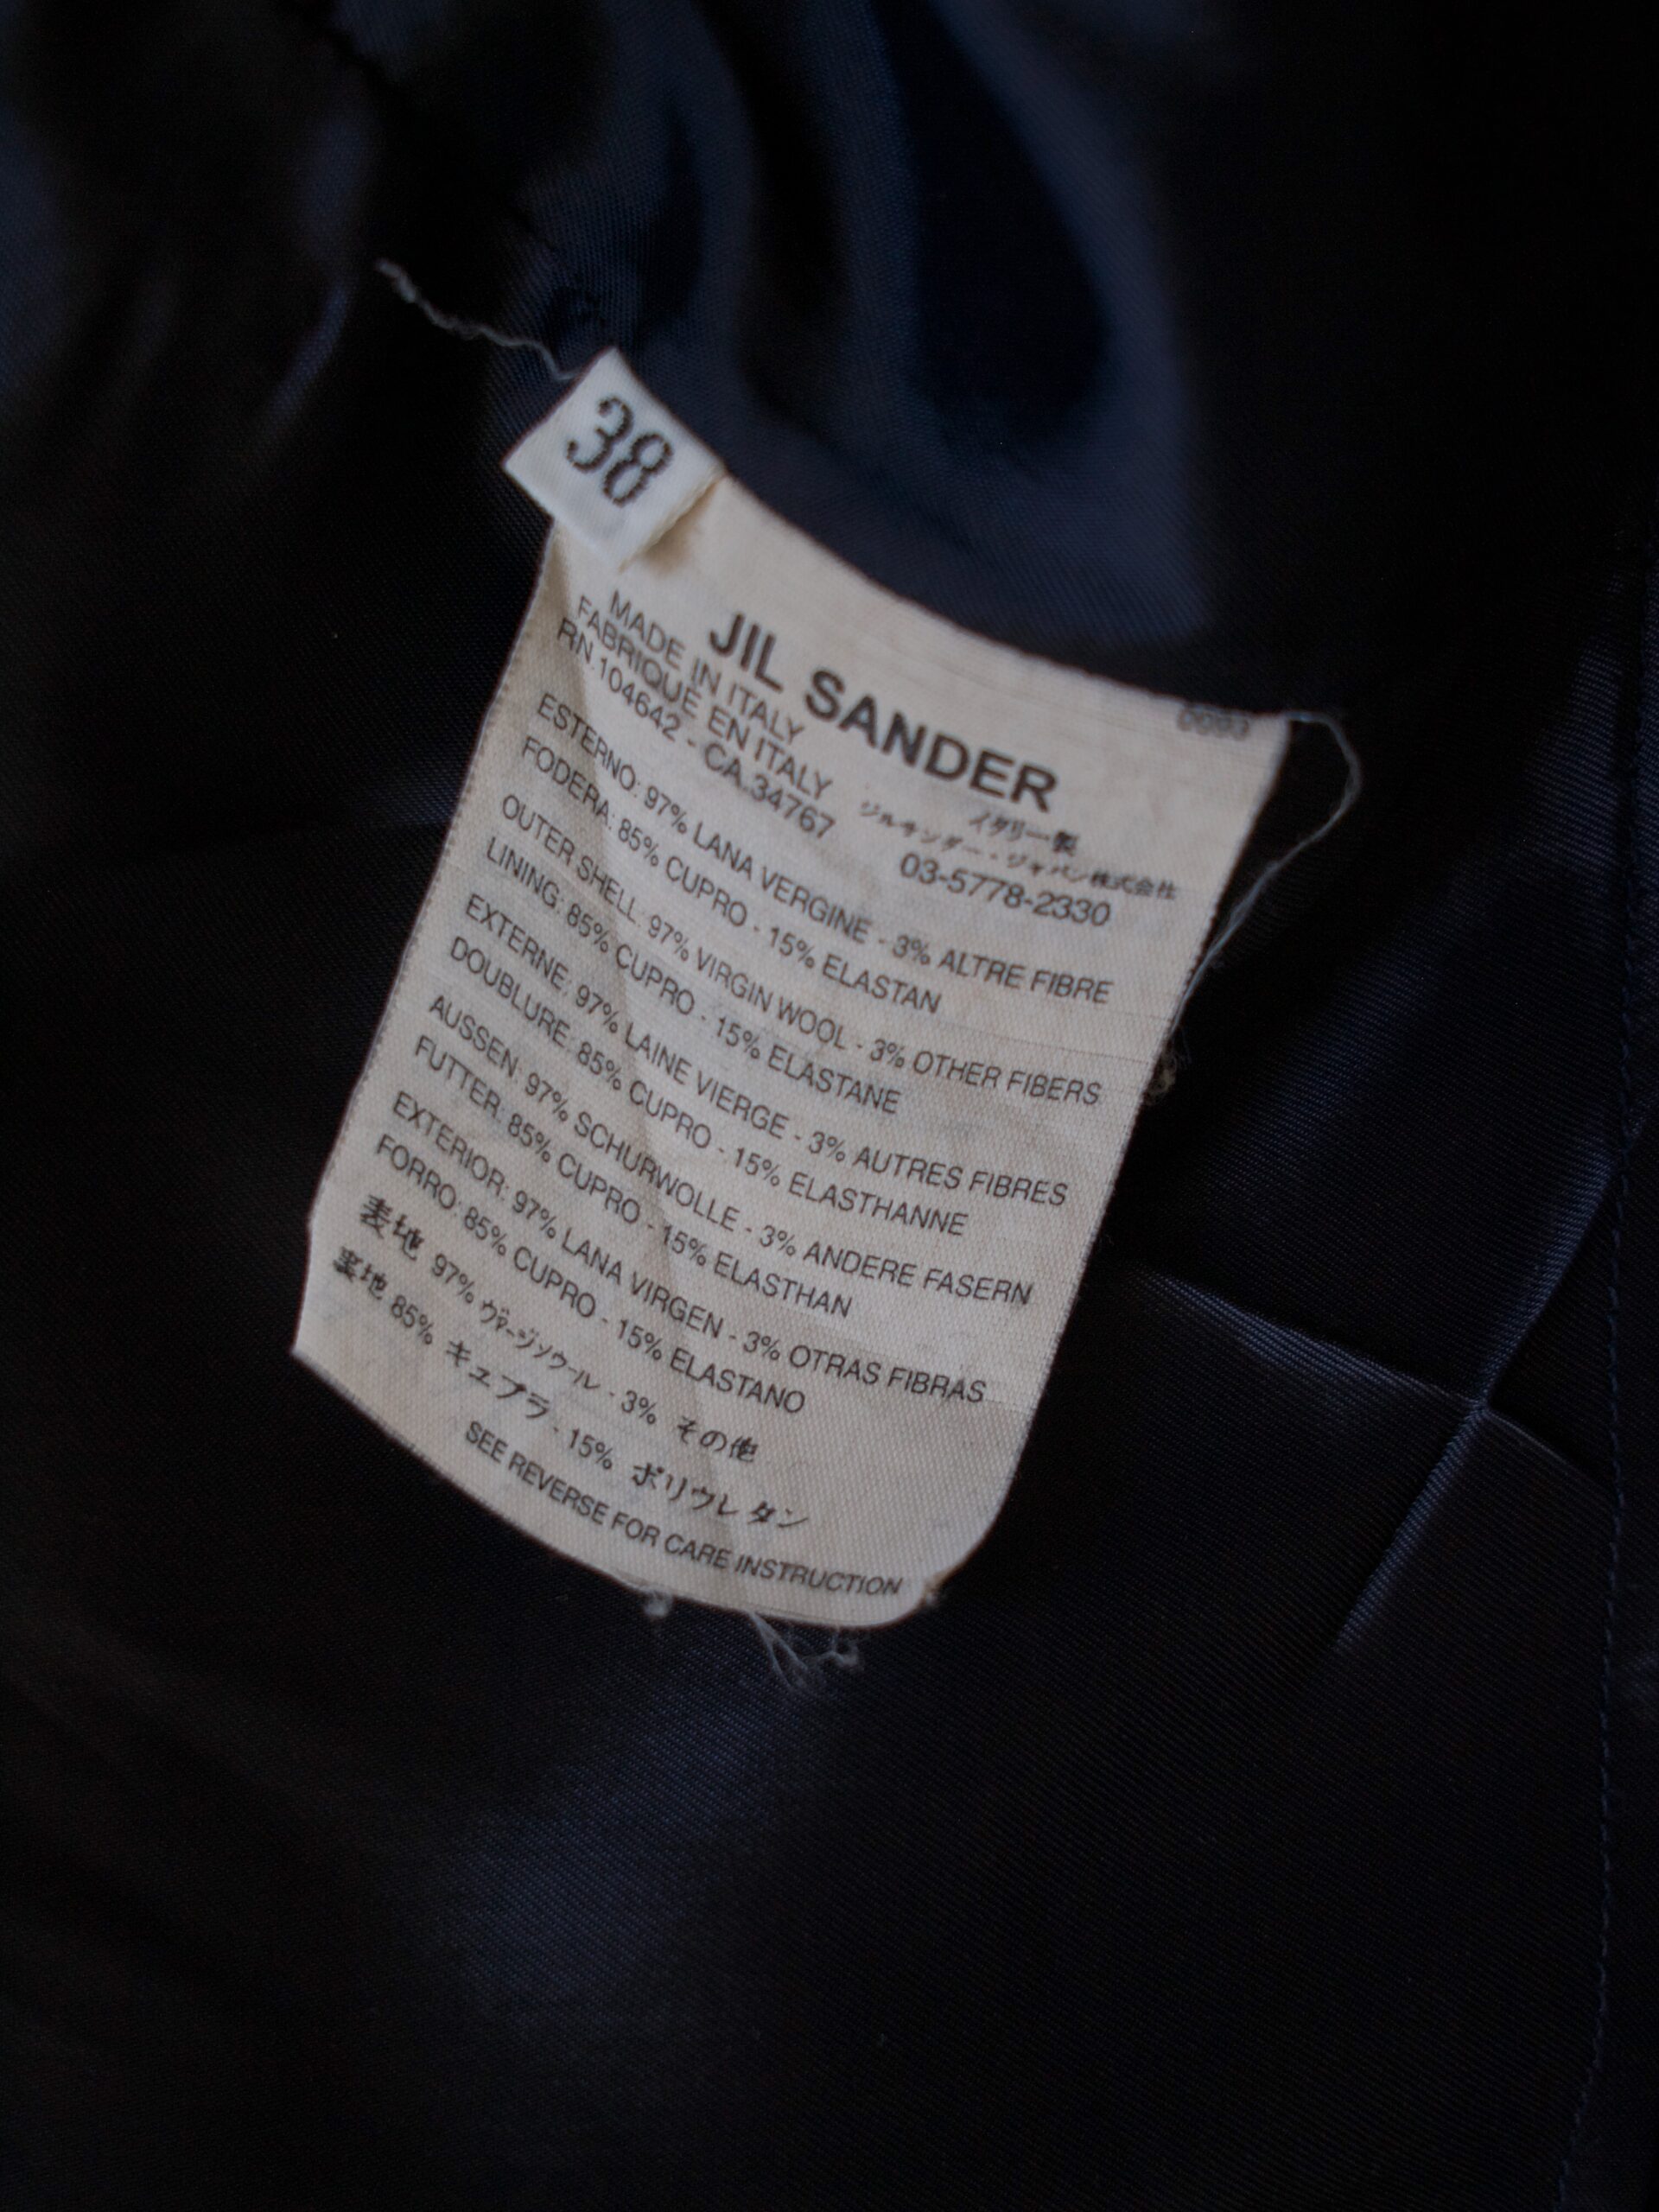 38
JIL SANDER
MADE IN ITALY
FABRIQUÉ EN ITALY
RN.104642 - CA.34767
イタリー製
ジルサンダー・ジャパン株式会社
03-5778-2330
ESTERNO: 97% LANA VERGINE - 3% ALTRE FIBRE
FODERA: 85% CUPRO - 15% ELASTAN
OUTER SHELL: 97% VIRGIN WOOL - 3% OTHER FIBERS
LINING: 85% CUPRO - 15% ELASTANE
EXTERNE: 97% LAINE VIERGE - 3% AUTRES FIBRES
DOUBLURE: 85% CUPRO - 15% ELASTHANNE
AUSSEN: 97% SCHURWOLLE - 3% ANDERE FASERN
FUTTER: 85% CUPRO - 15% ELASTHAN
EXTERIOR: 97% LANA VIRGEN - 3% OTRAS FIBRAS
FORRO: 85% CUPRO - 15% ELASTANO
表地 97% ヴァージンウール - 3% その他
裏地 85% キュプラ - 15% ポリウレタン
SEE REVERSE FOR CARE INSTRUCTION